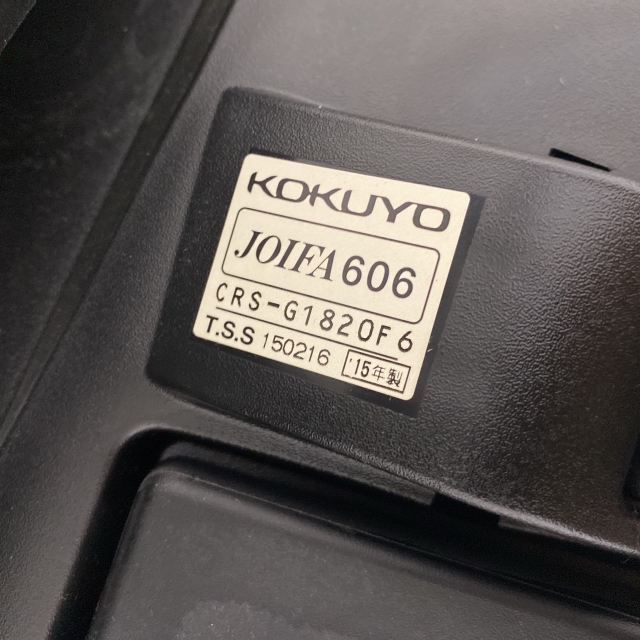 KOKUYO
JOIFA 606
CRS-G1820F6
T.S.S 150216 '15年製